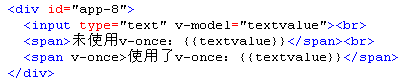 <div id="app-8">
<input type="text" v-model="textvalue"><br>
<span>未使用v-once: {{textvalue}}</span><br>
<span v-once>使用了v-once: {{textvalue}}</span>
</div>